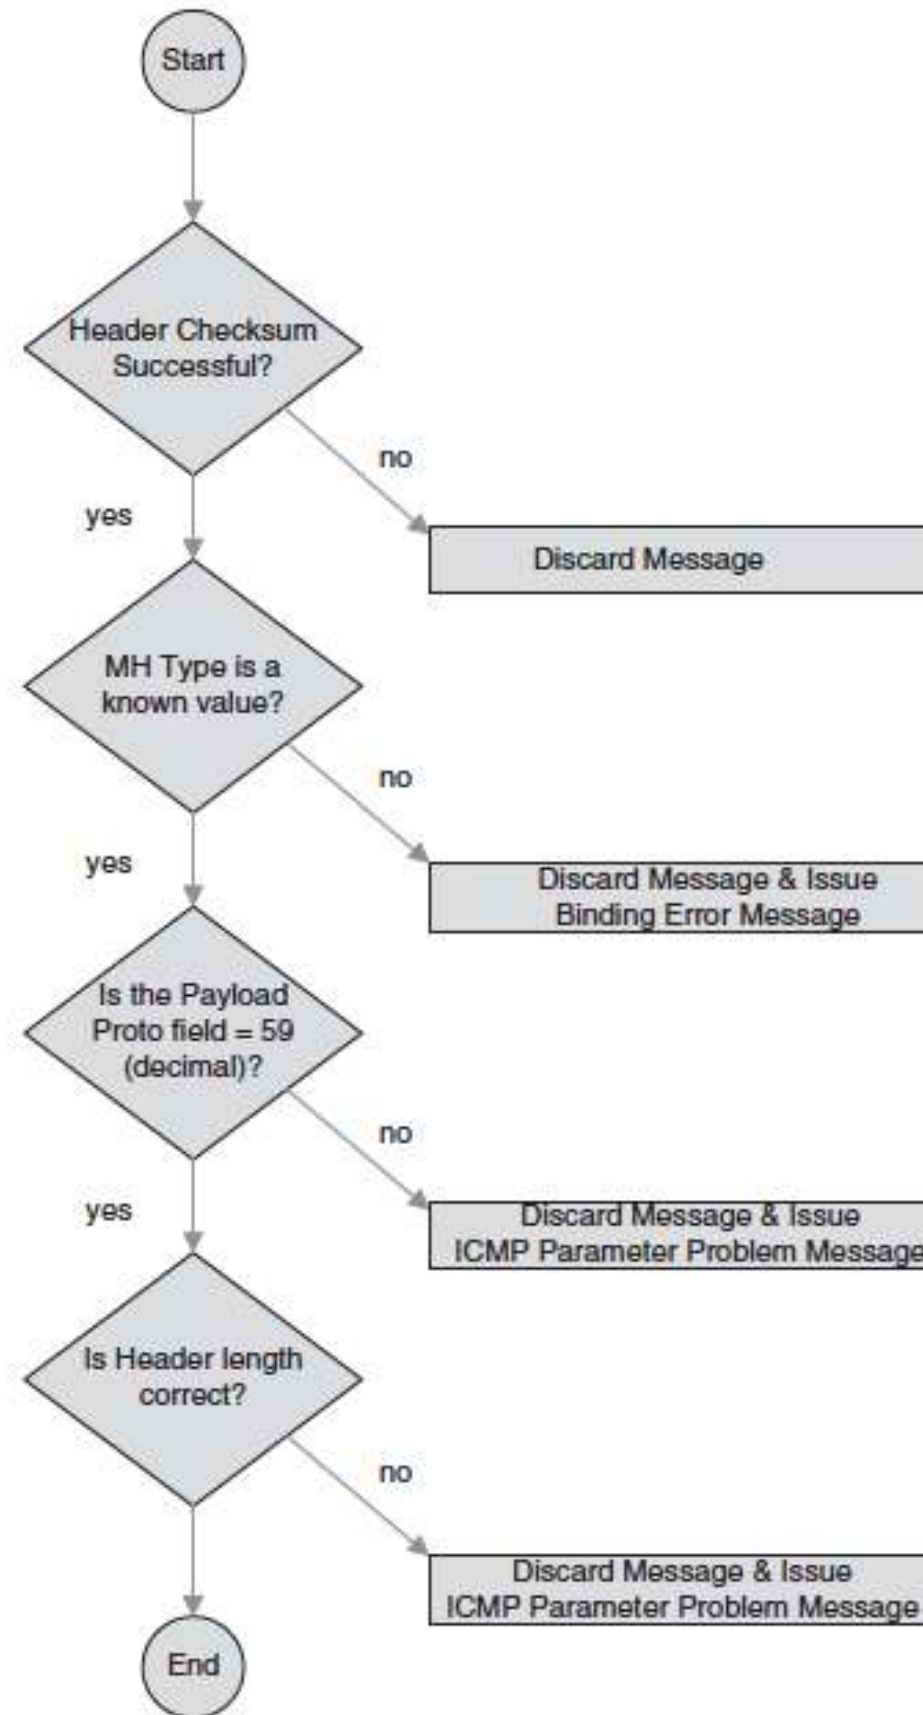 Start
Header Checksum
Successful?
no
yes
Discard Message
MH Type is a
known value?
no
yes
Discard Message & Issue
Binding Error Message
Is the Payload
Proto field = 59
(decimal)?
no
yes
Discard Message & Issue
ICMP Parameter Problem Message
Is Header length
correct?
no
Discard Message & Issue
ICMP Parameter Problem Message
End